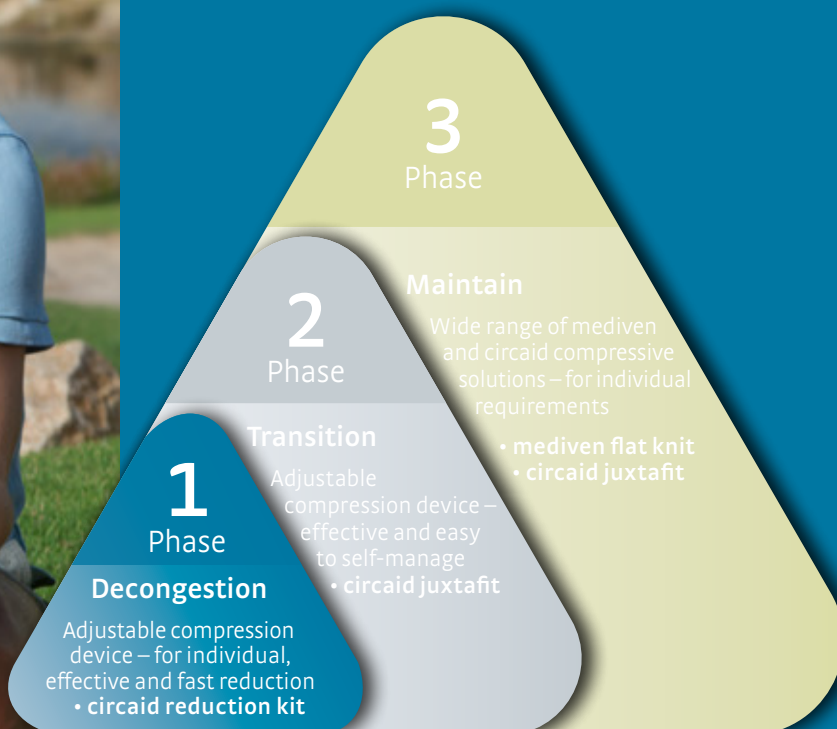 3
Phase
Maintain
Wide range of mediven
and circaid compressive
solutions – for individual
requirements
• mediven flat knit
• circaid juxtafit
2
Phase
Transition
Adjustable
compression device –
effective and easy
to self-manage
• circaid juxtafit
1
Phase
Decongestion
Adjustable compression
device – for individual,
effective and fast reduction
• circaid reduction kit